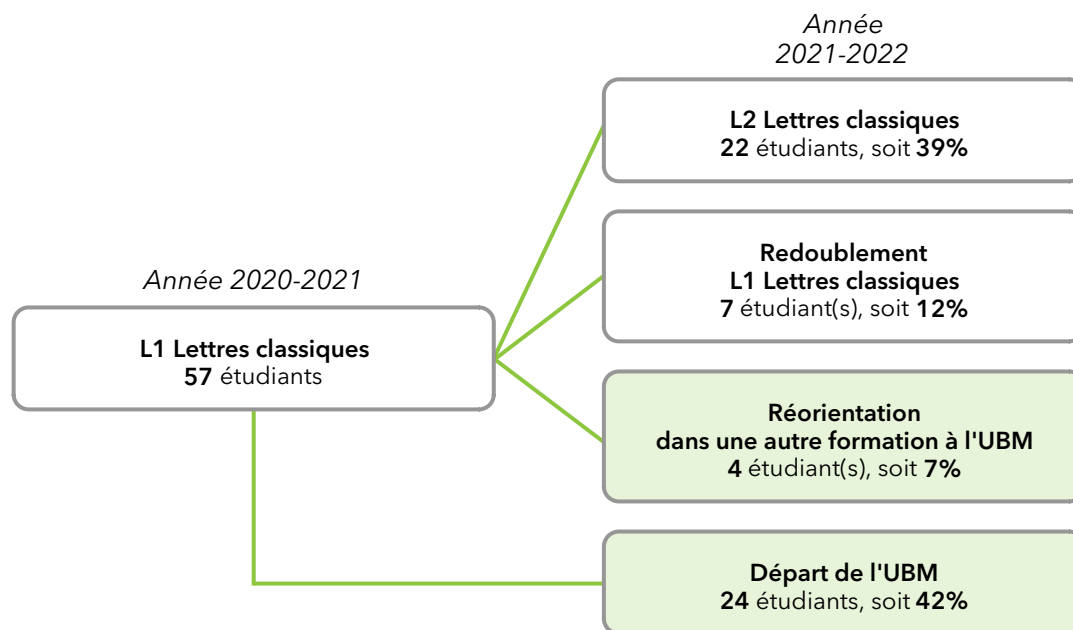 Année
2021-2022
L2 Lettres classiques
22 étudiants, soit 39%
Redoublement
L1 Lettres classiques
7 étudiant(s), soit 12%
Année 2020-2021
L1 Lettres classiques
57 étudiants
Réorientation
dans une autre formation à l'UBM
4 étudiant(s), soit 7%
Départ de l'UBM
24 étudiants, soit 42%